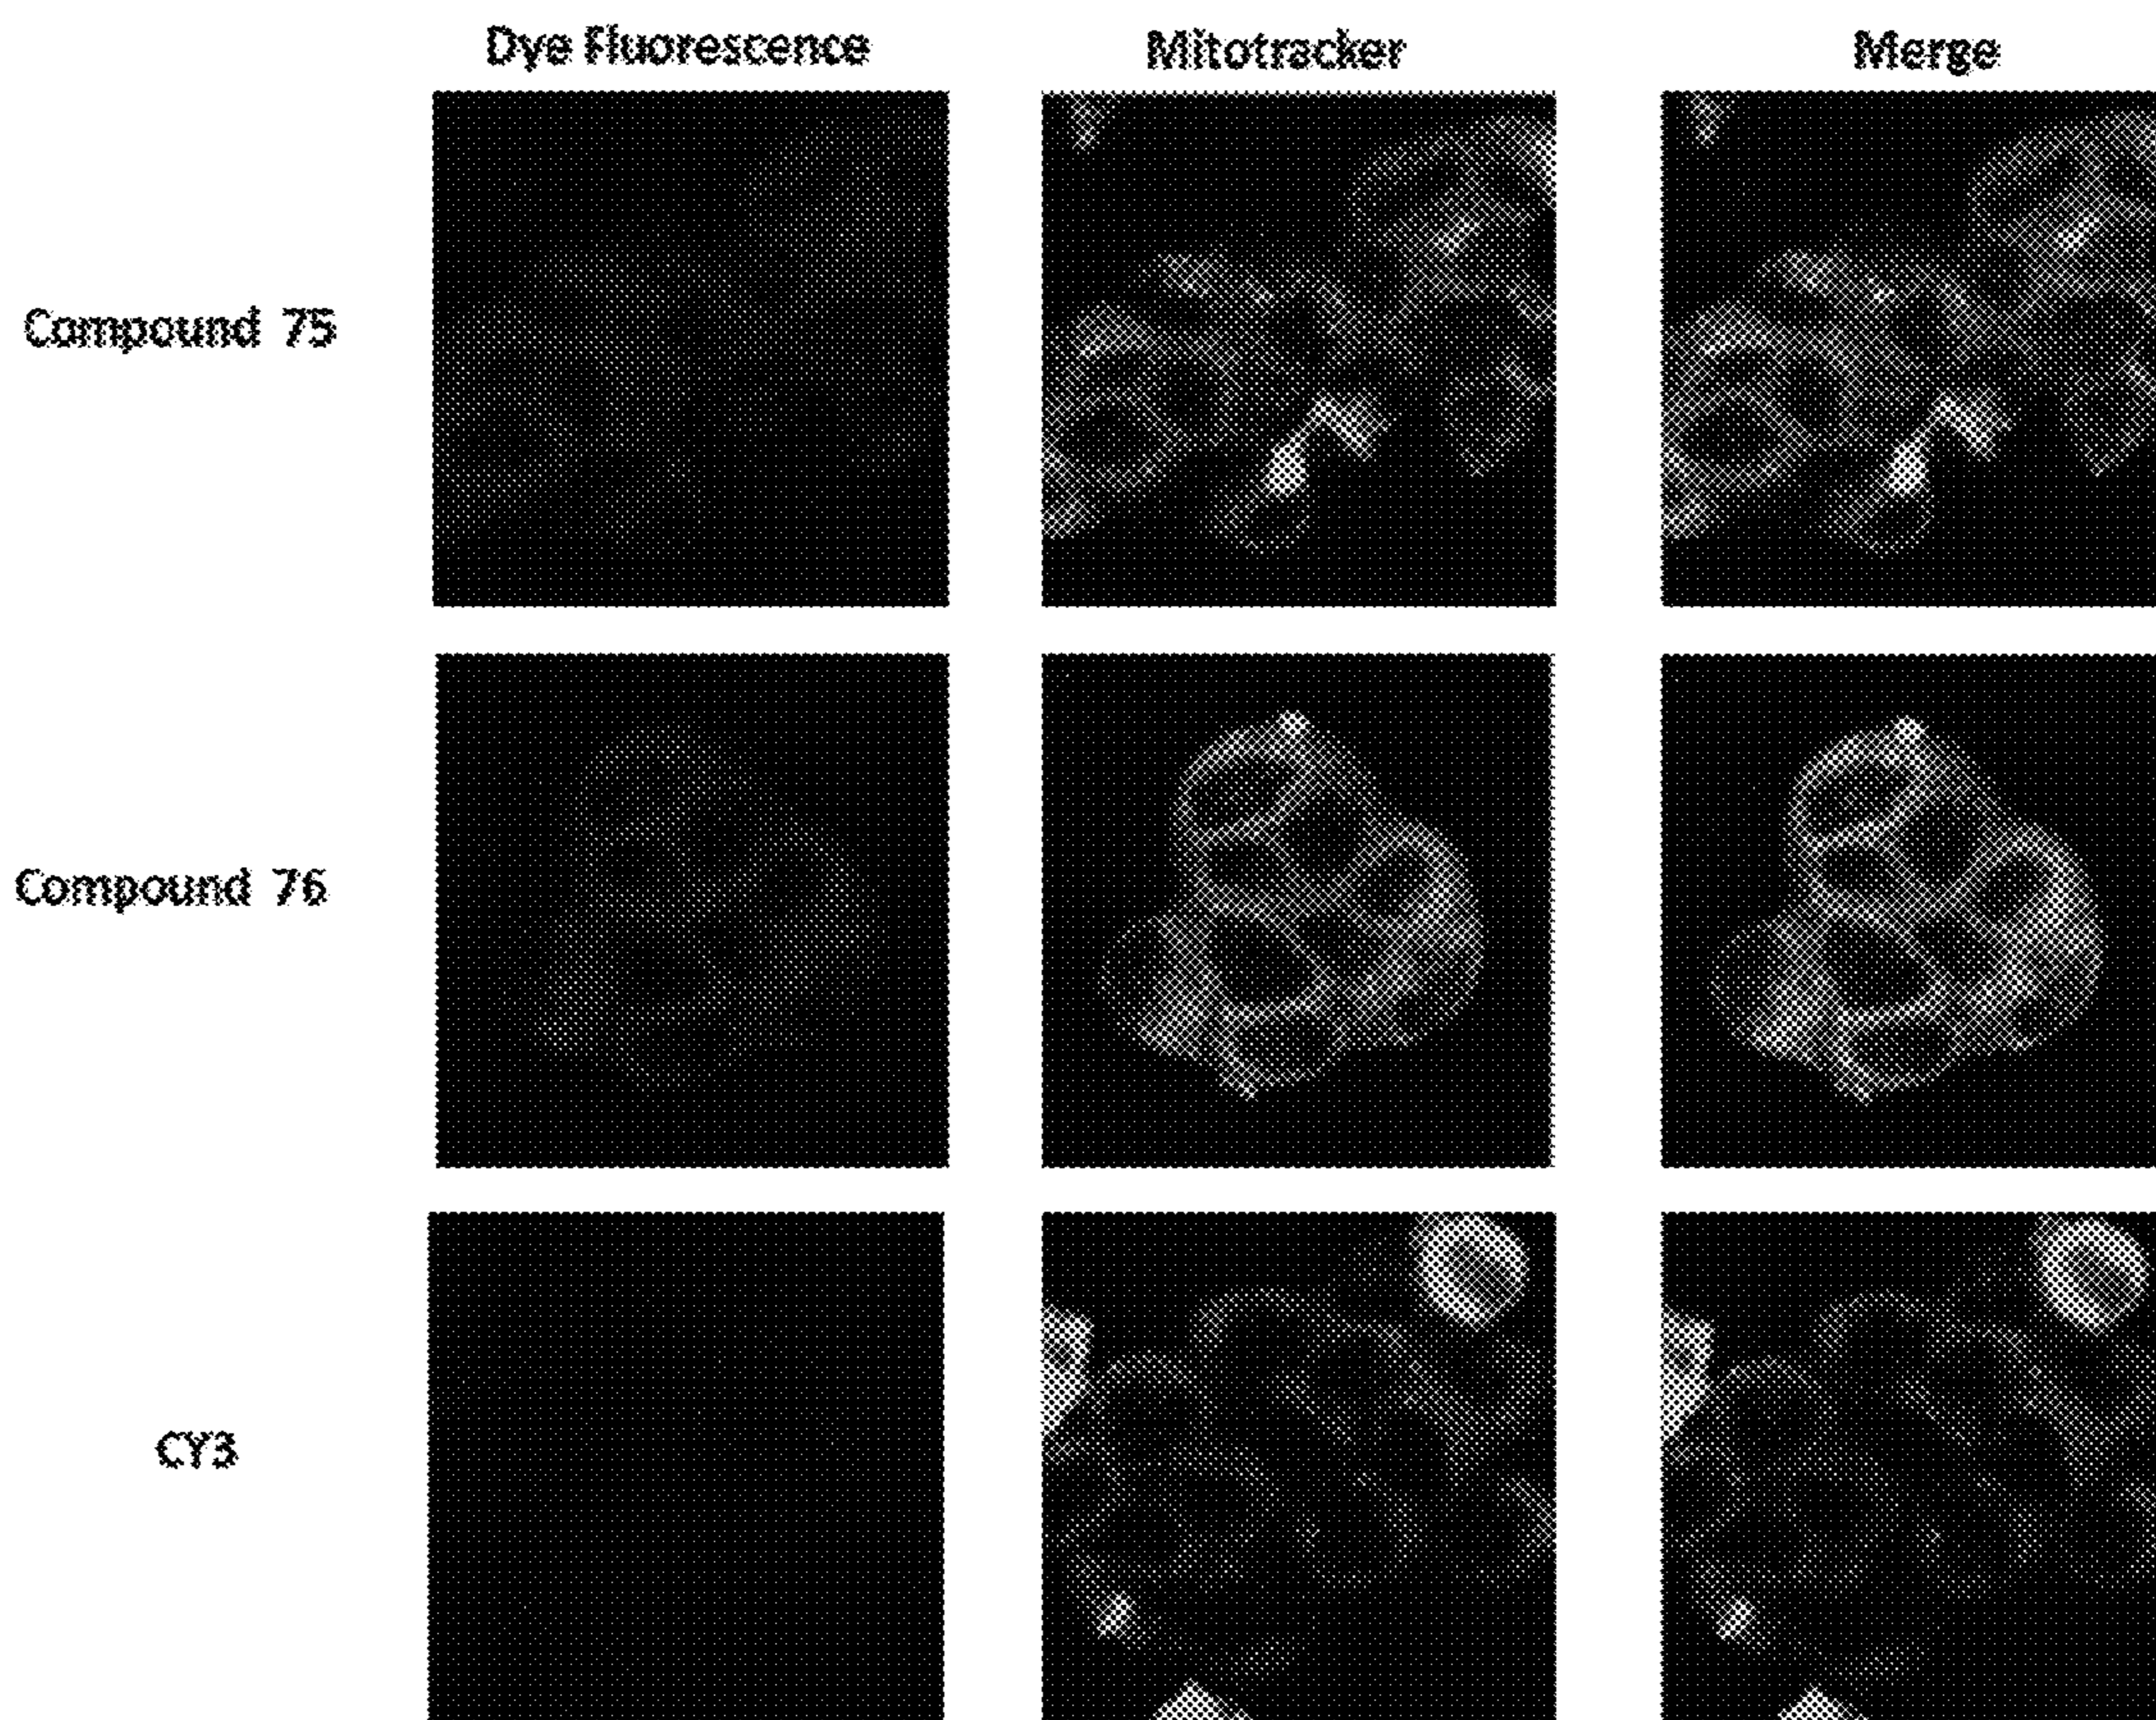 Dye Fluorescence Mitotracker Merge
Compound 75
Compound 76
CY3